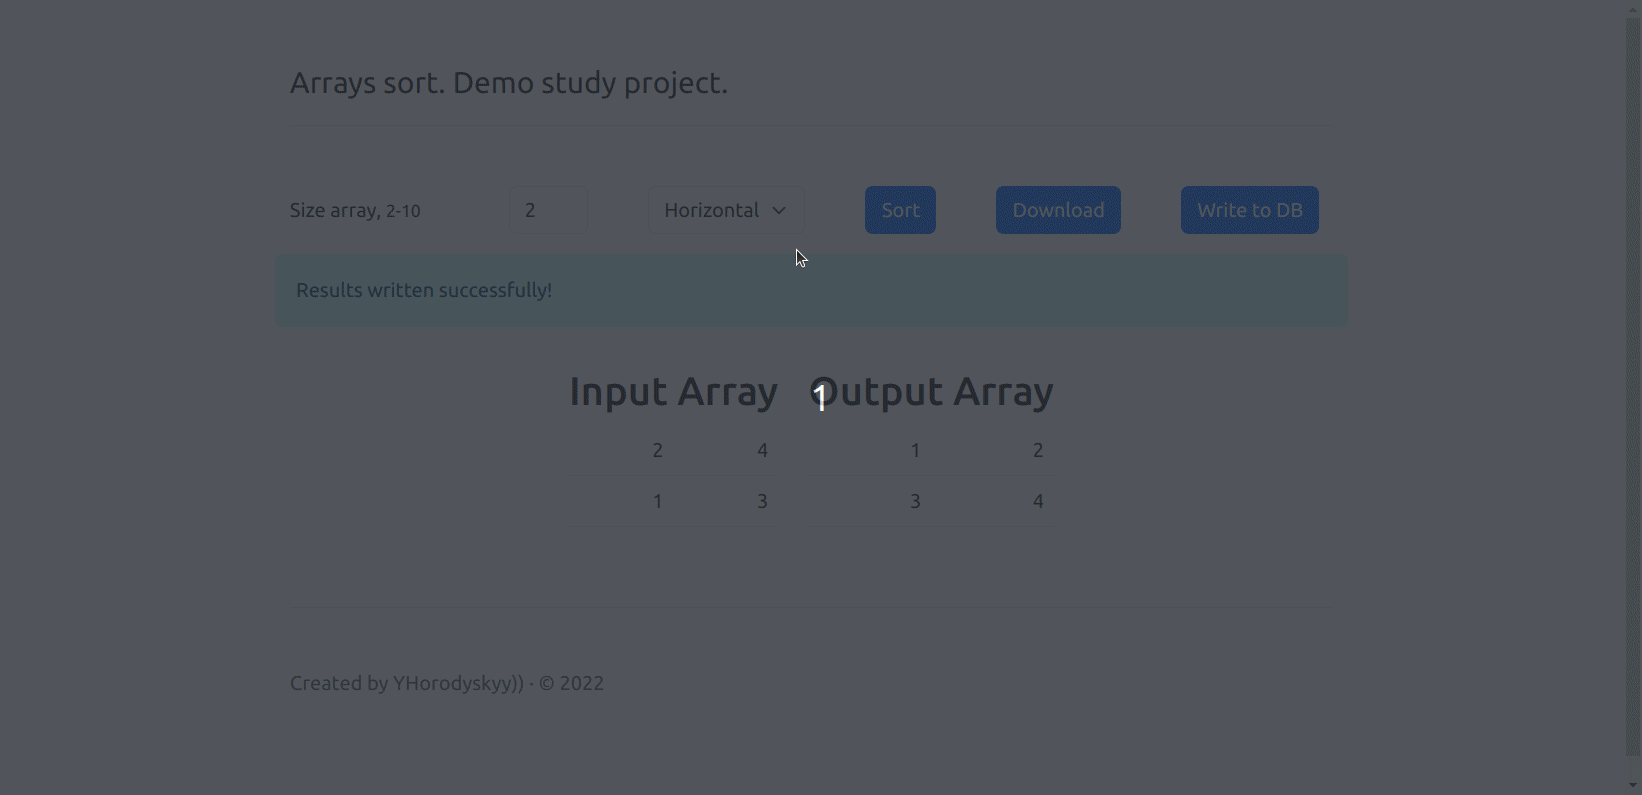 Arrays sort. Demo study project.
Size array, 2-10 2 Horizontal Sort Download Write to DB
Results written successfully!
Input Array Output Array
1
2 4 1 2
1 3 3 4
Created by YHorodyskyy)) · © 2022